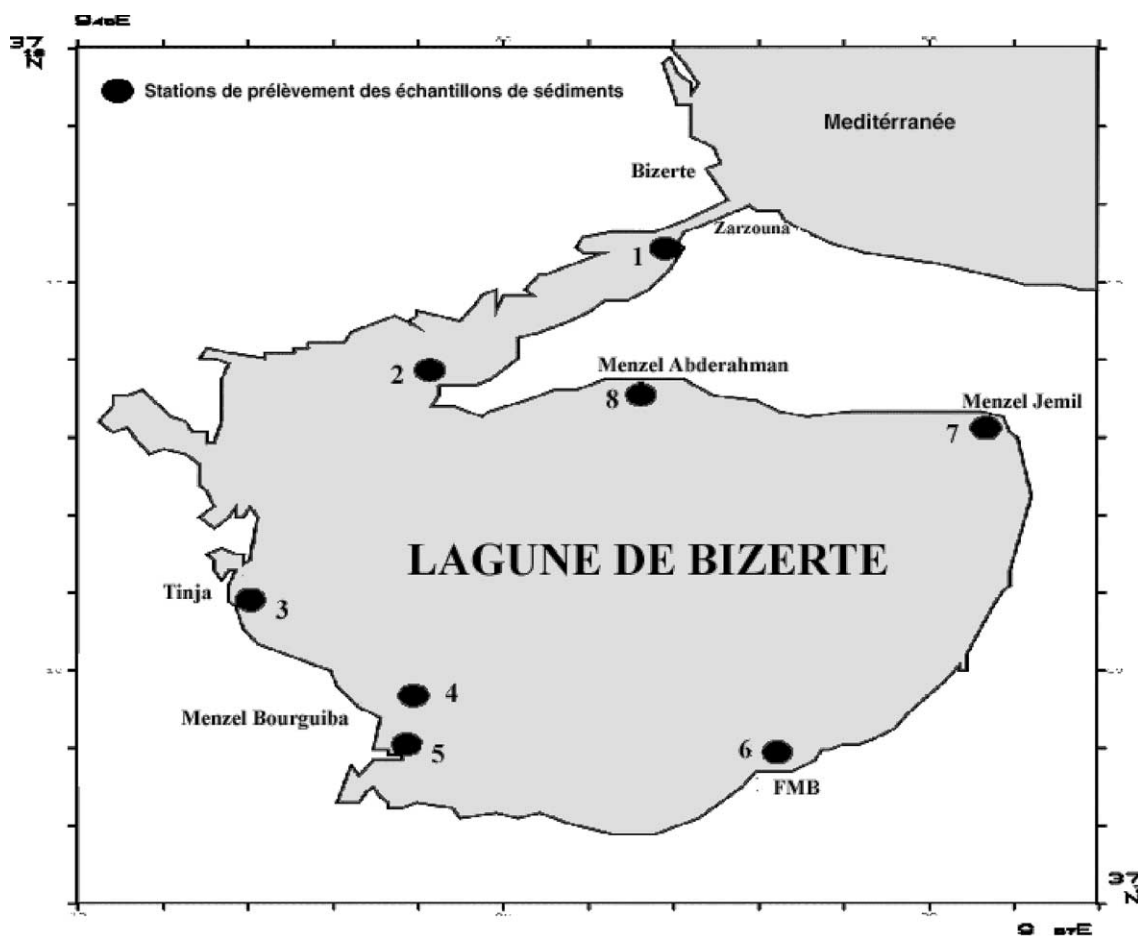 37
Stations de prélèvement des échantillons de sédiments
Meditérranée
Bizerte
Zarzouna
1
2
Menzel Abderahman
8
Menzel Jemil
7
LAGUNE DE BIZERTE
Tinja
3
4
Menzel Bourguiba
5
6
FMB
37